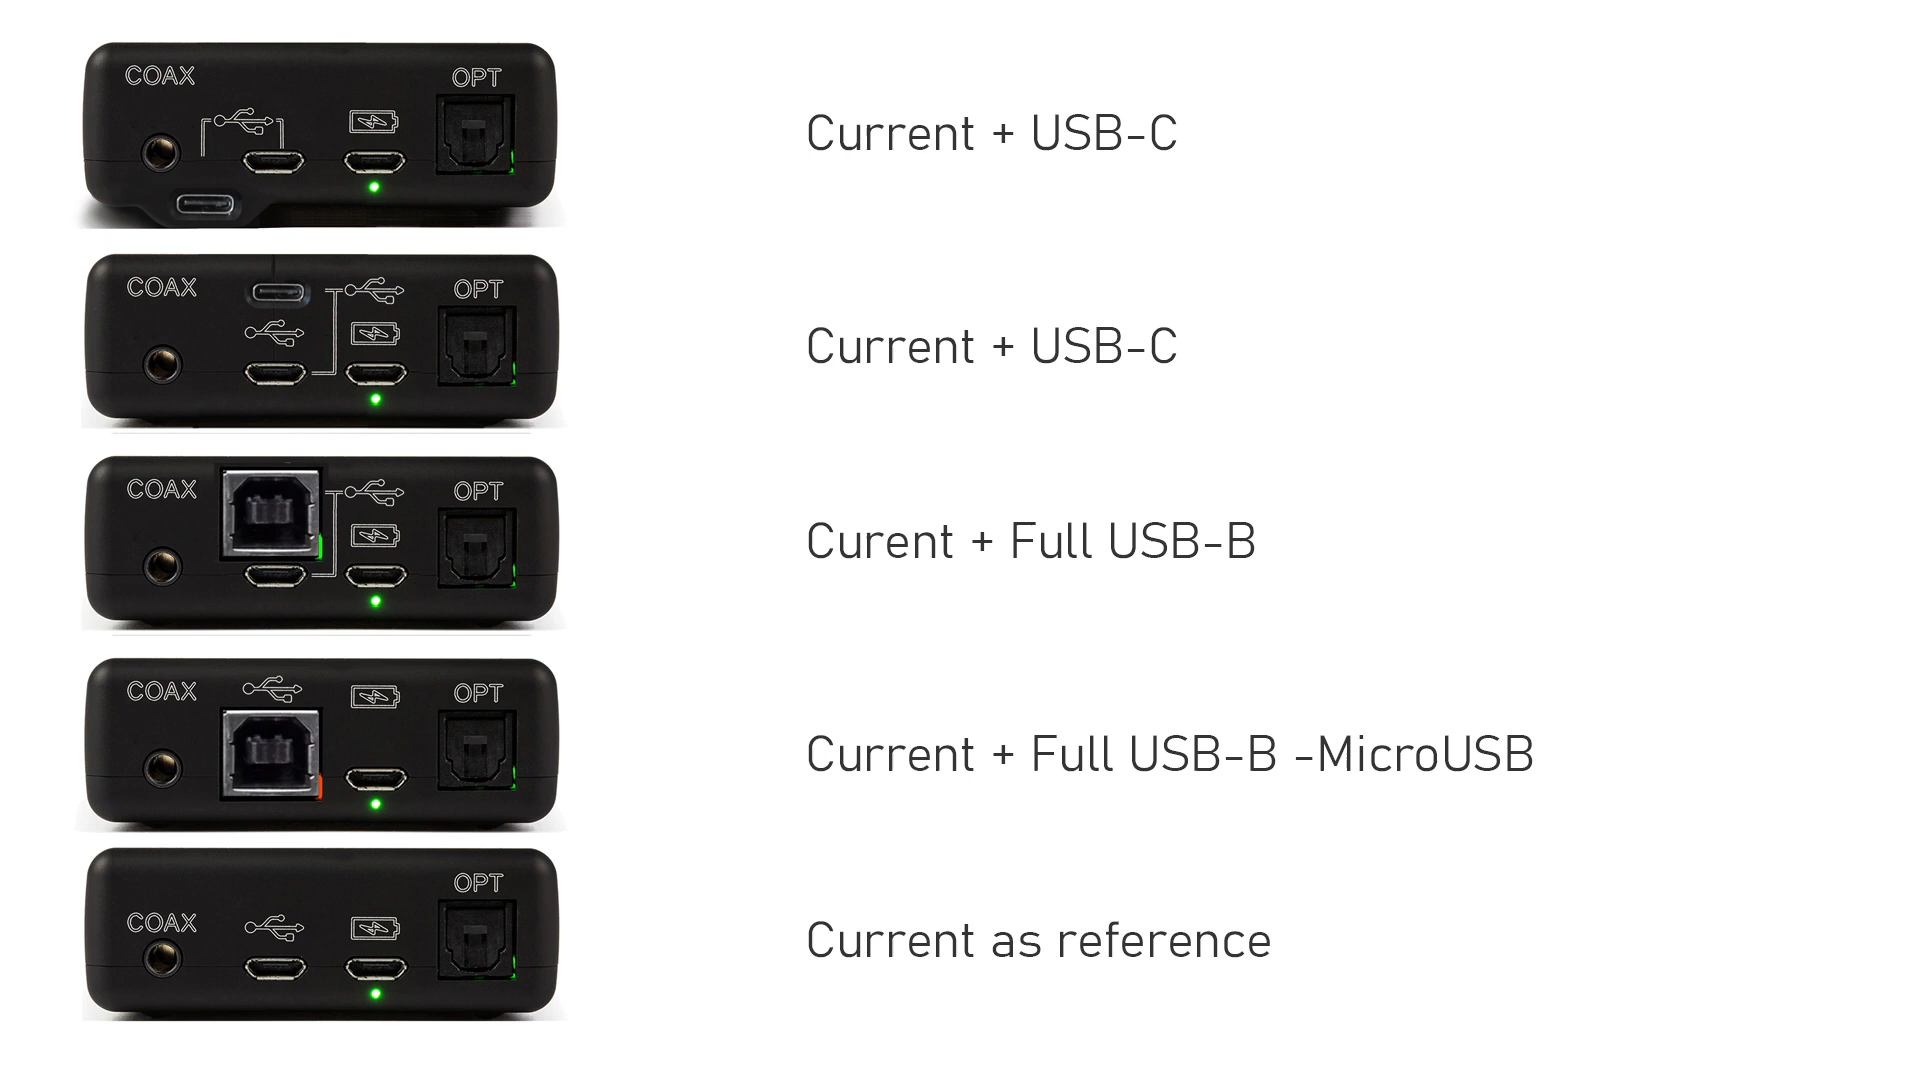 COAX OPT
Current + USB-C
COAX OPT
Current + USB-C
COAX OPT
Curent + Full USB-B
COAX OPT
Current + Full USB-B -MicroUSB
OPT
COAX
Current as reference